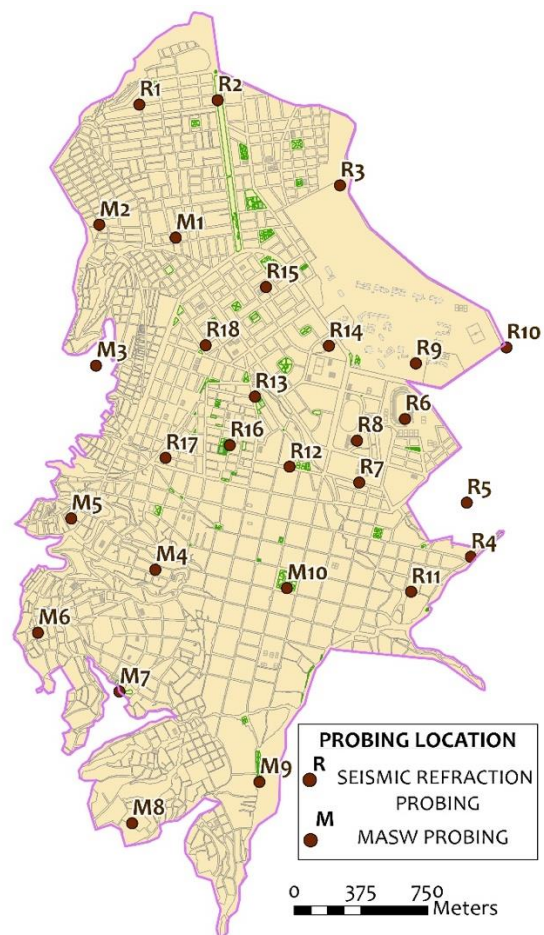 R1
R2
R3
M2
M1
R15
R18
R14
R10
M3
R9
R13
R6
R16
R8
R17
R12
R7
R5
M5
R4
M4
M10
R11
M6
M7
PROBING LOCATION
R
SEISMIC REFRACTION
PROBING
M
MASW PROBING
M9
M8
0 375 750
Meters